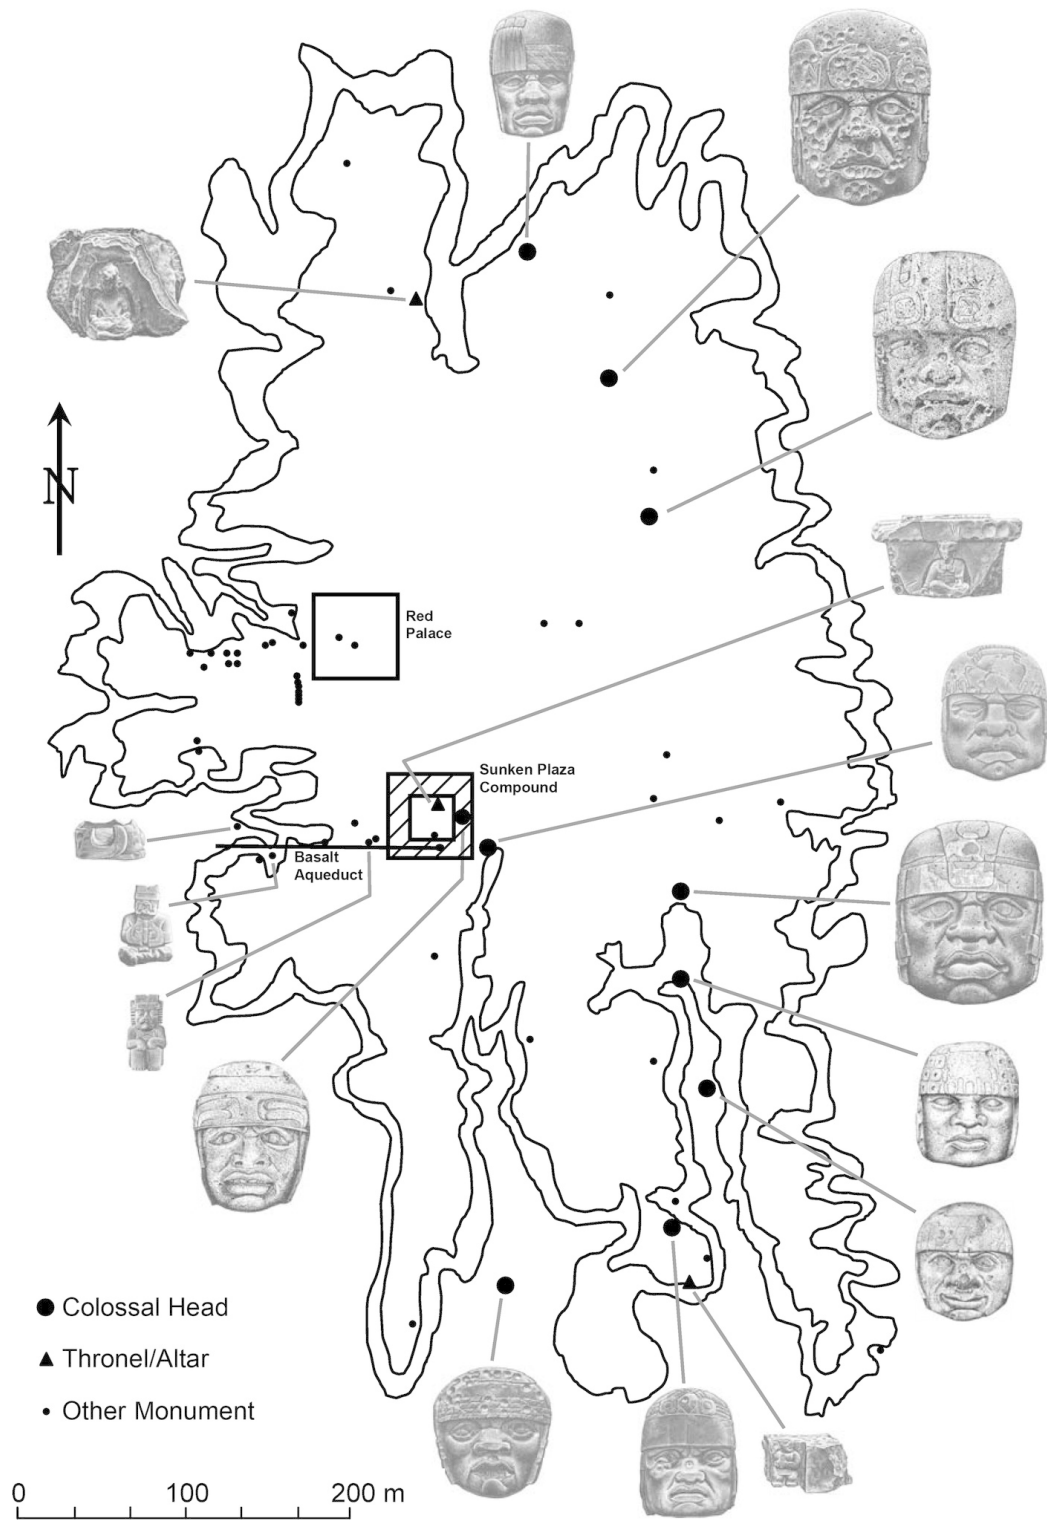 N
Red
Palace
Sunken Plaza
Compound
Basalt
Aqueduct
Colossal Head
Thronel/Altar
Other Monument
0 100 200 m